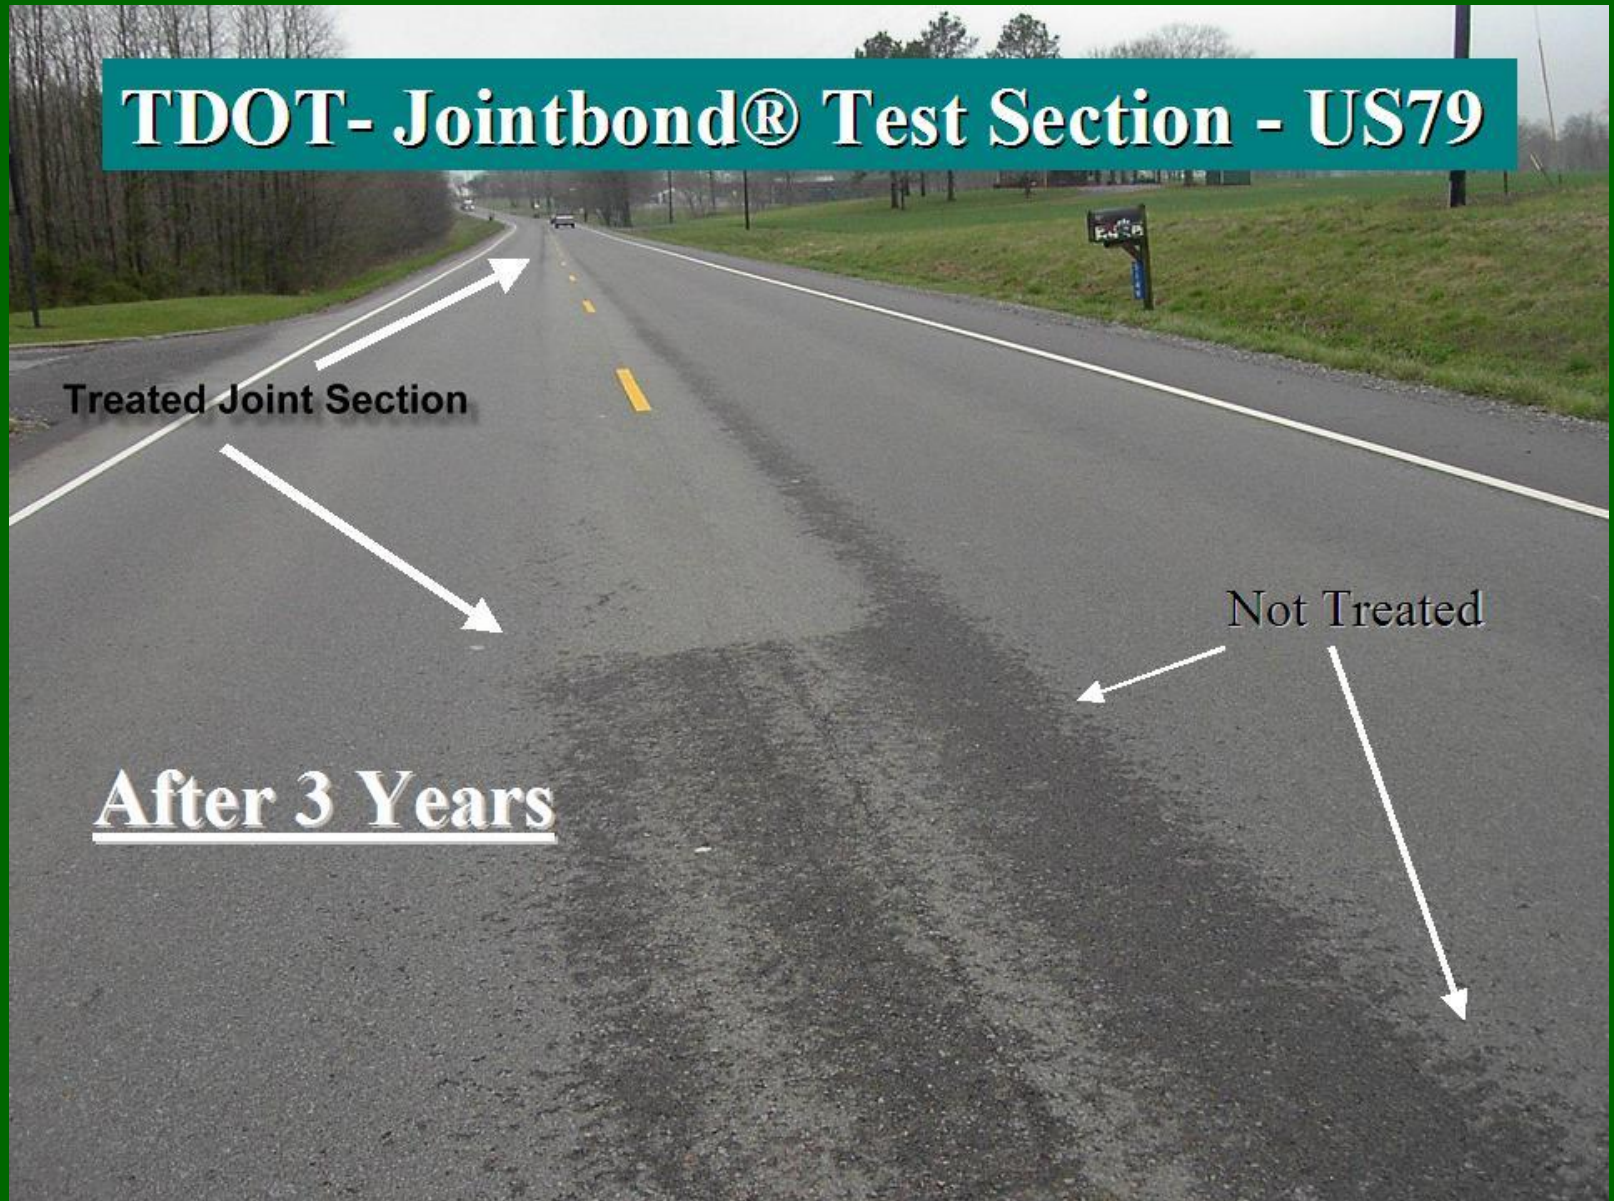 TDOT- Jointbond® Test Section - US79
Treated Joint Section
Not Treated
After 3 Years